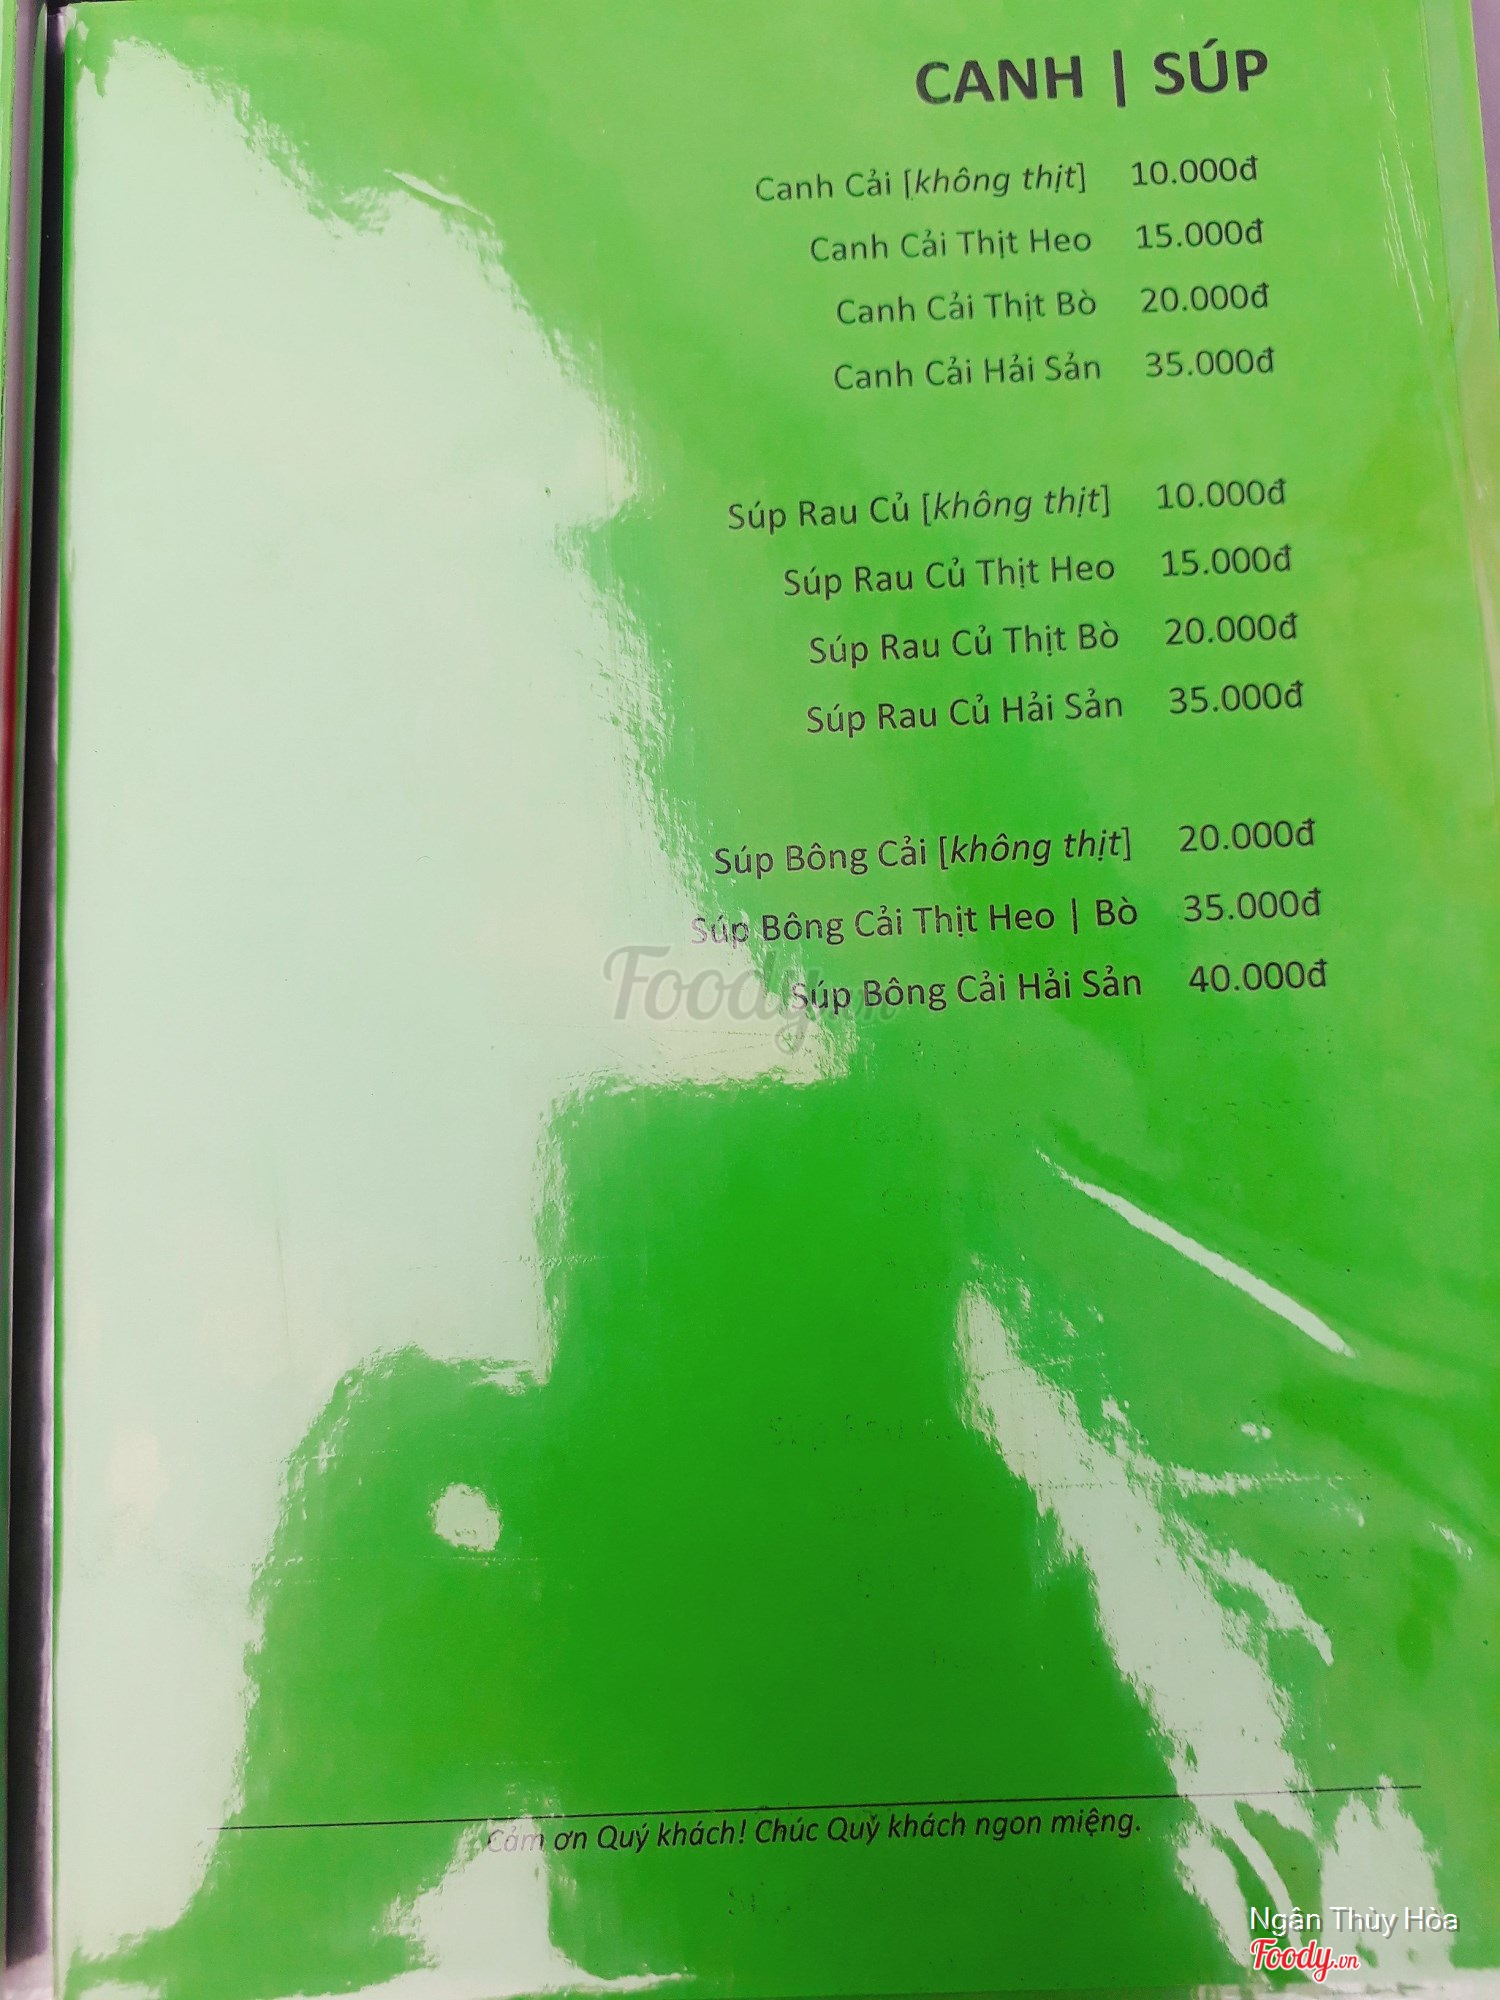 CANH | SÚP
Canh Cải [không thịt] 10.000đ
Canh Cải Thịt Heo 15.000đ
Canh Cải Thịt Bò 20.000đ
Canh Cải Hải Sản 35.000đ
Súp Rau Củ [không thịt] 10.000đ
Súp Rau Củ Thịt Heo 15.000đ
Súp Rau Củ Thịt Bò 20.000đ
Súp Rau Củ Hải Sản 35.000đ
Súp Bông Cải [không thịt] 20.000đ
Súp Bông Cải Thịt Heo | Bò 35.000đ
Súp Bông Cải Hải Sản 40.000đ
Foody.vn
Cảm ơn Quý khách! Chúc Quý khách ngon miệng.
Ngân Thùy Hòa
Foody.vn